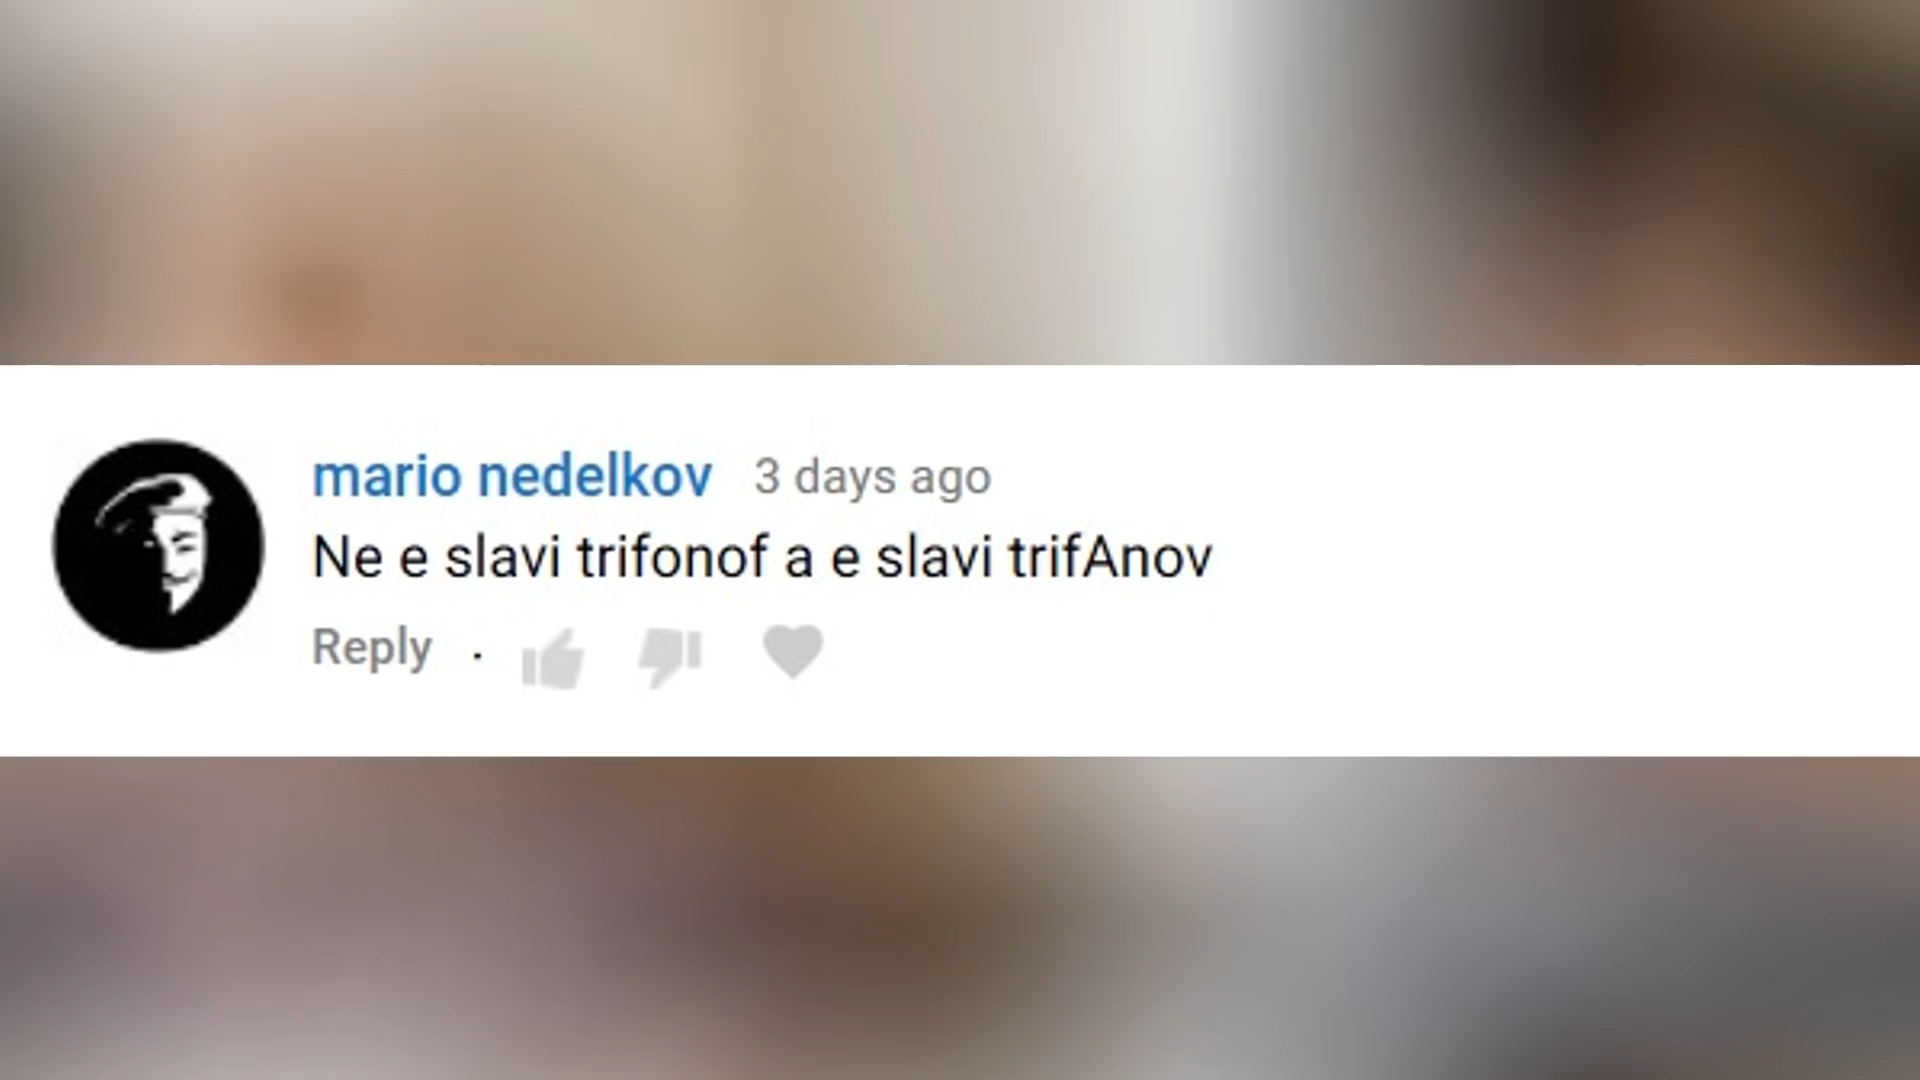 mario nedelkov 3 days ago
Ne e slavi trifonof a e slavi trifAnov
Reply .